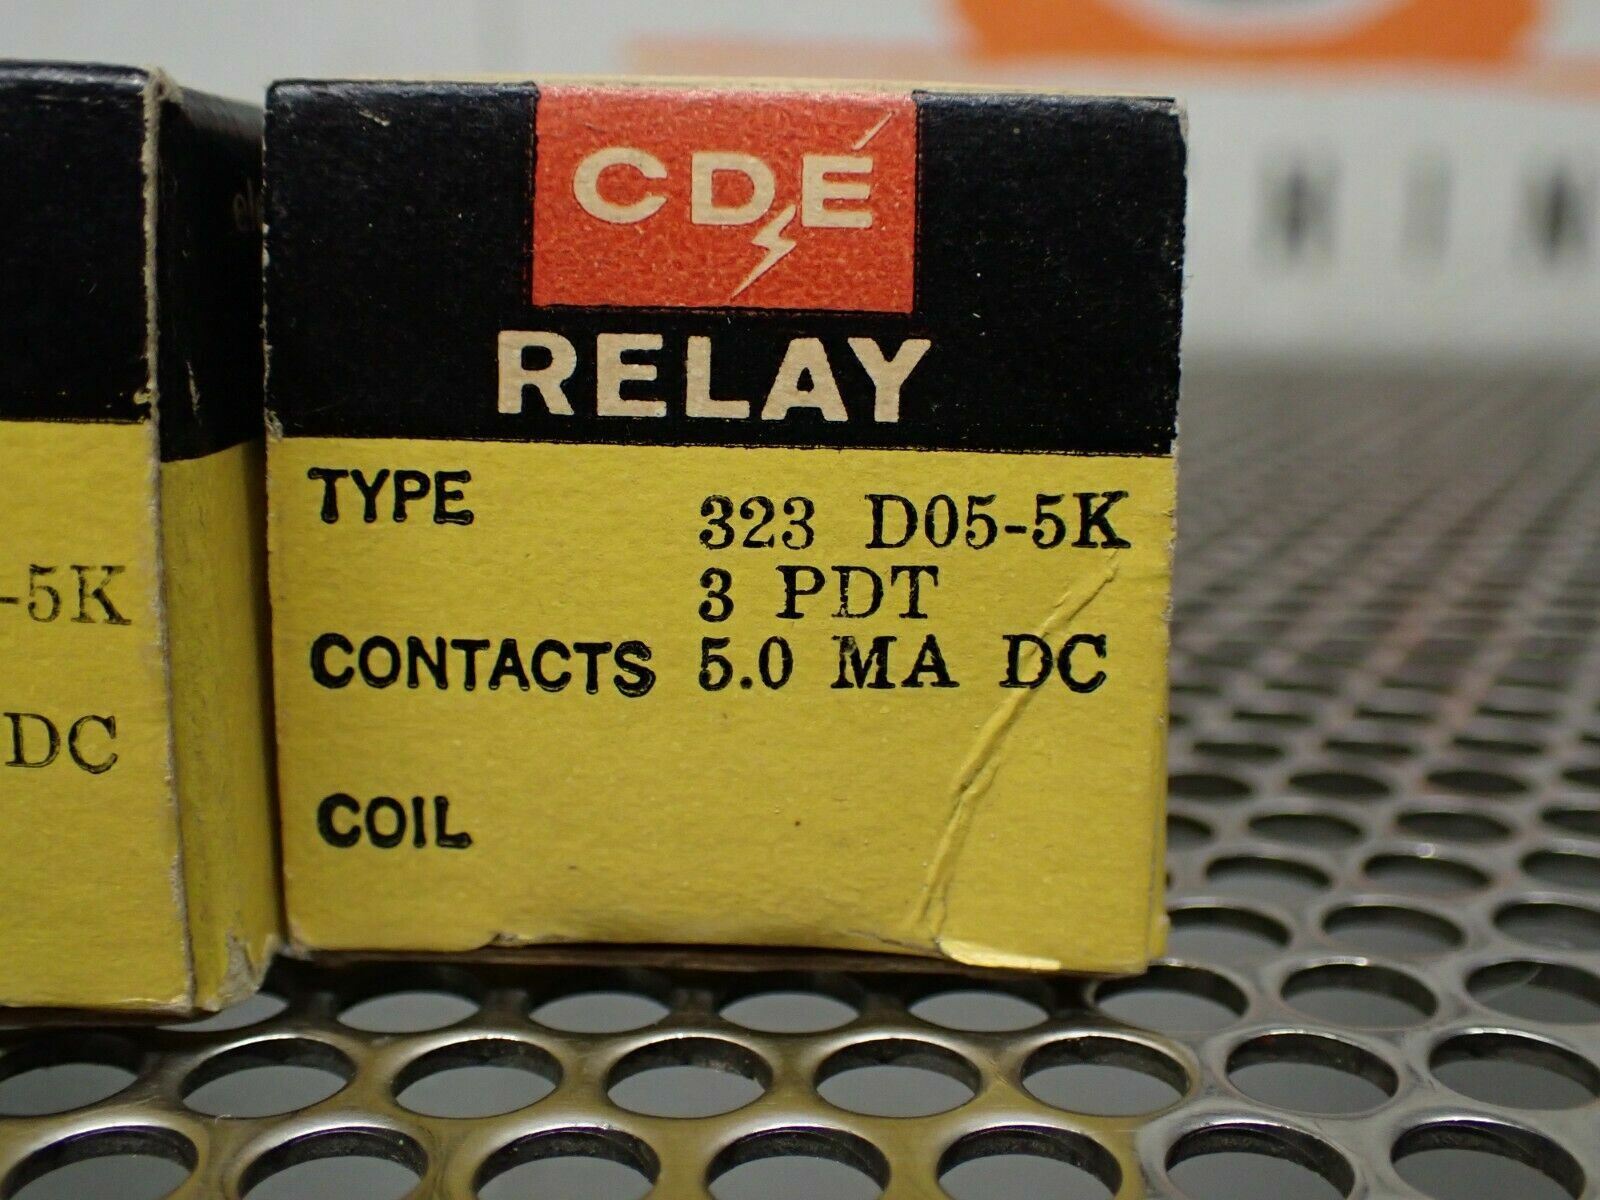 CDE
RELAY
TYPE 323 D05-5K
3 PDT
CONTACTS 5.0 MA DC
COIL
-5K
DC